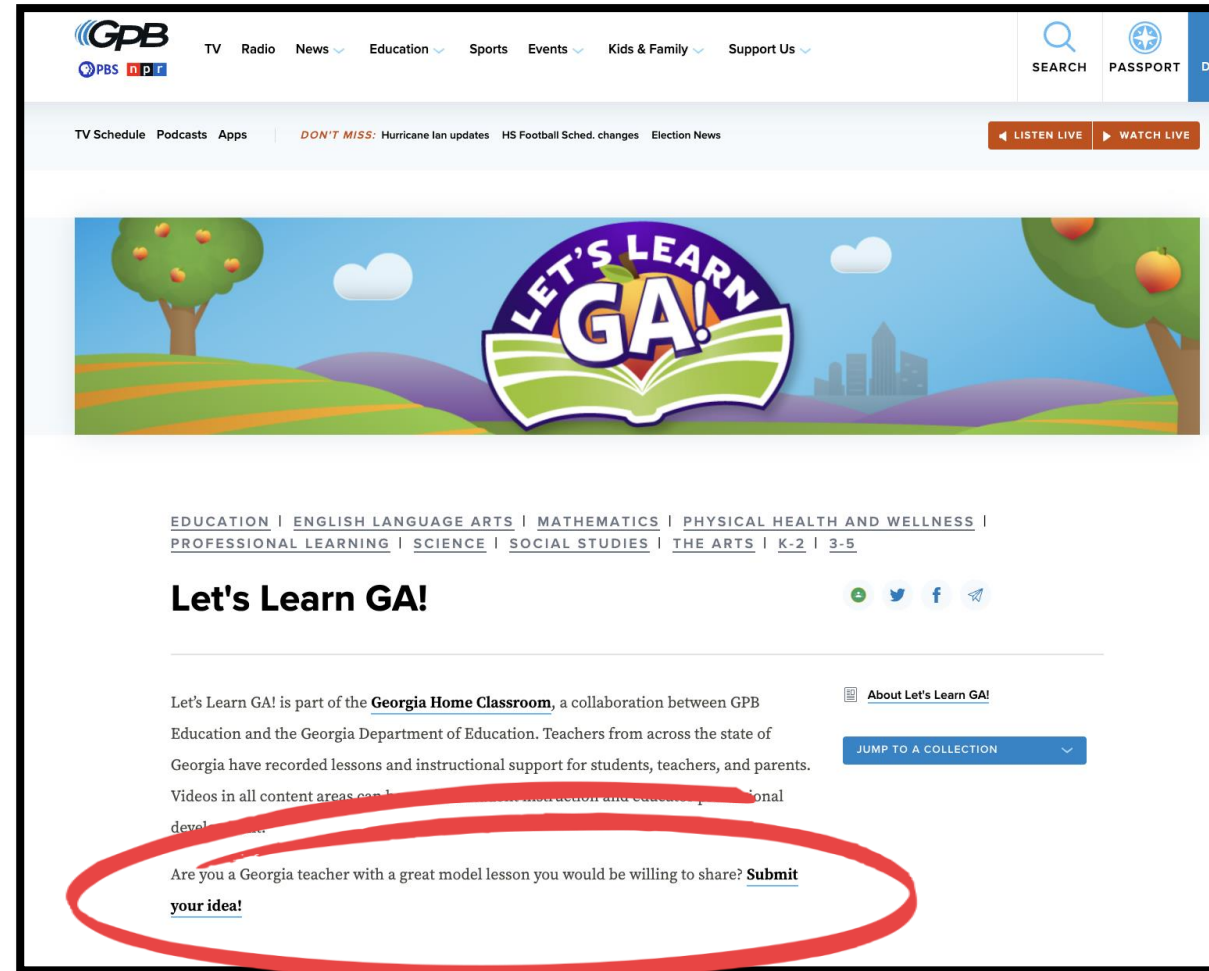 GPB
PBS npr
TV Radio News Education Sports Events Kids & Family Support Us
SEARCH PASSPORT D
TV Schedule Podcasts Apps DON'T MISS: Hurricane Ian updates HS Football Sched. changes Election News LISTEN LIVE WATCH LIVE
LET'S LEARN
GA!
EDUCATION | ENGLISH LANGUAGE ARTS | MATHEMATICS | PHYSICAL HEALTH AND WELLNESS |
PROFESSIONAL LEARNING | SCIENCE | SOCIAL STUDIES | THE ARTS | K-2 | 3-5
Let's Learn GA!
Let's Learn GA! is part of the Georgia Home Classroom, a collaboration between GPB
Education and the Georgia Department of Education. Teachers from across the state of
Georgia have recorded lessons and instructional support for students, teachers, and parents.
Videos in all content areas can
Are you a Georgia teacher with a great model lesson you would be willing to share? Submit
your idea!
About Let's Learn GA!
JUMP TO A COLLECTION